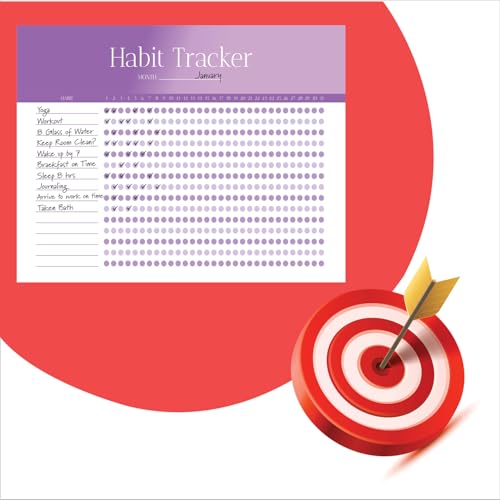 Habit Tracker
MONTH January
HABIT 1 2 3 4 5 6 7 8 9 10 11 12 13 14 15 16 17 18 19 20 21 22 23 24 25 26 27 28 29 30 31
Yoga
Workout
8 Glass of Water
Keep Room Clean?
Wake up by 7
Breakfast on Time
Sleep 8 hrs
Journaling
Arrive to work on time
Taken Bath